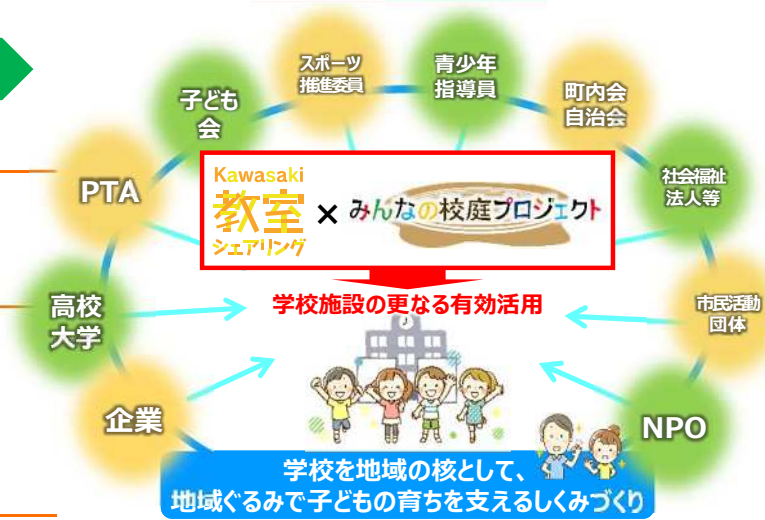 スポーツ
推進委員
青少年
指導員
子ども
会
町内会
自治会
PTA
社会福祉
法人等
Kawasaki
教室
シェアリング
×
みんなの校庭プロジェクト
高校
大学
学校施設の更なる有効活用
市民活動
団体
企業
NPO
学校を地域の核として、
地域ぐるみで子どもの育ちを支えるしくみづくり